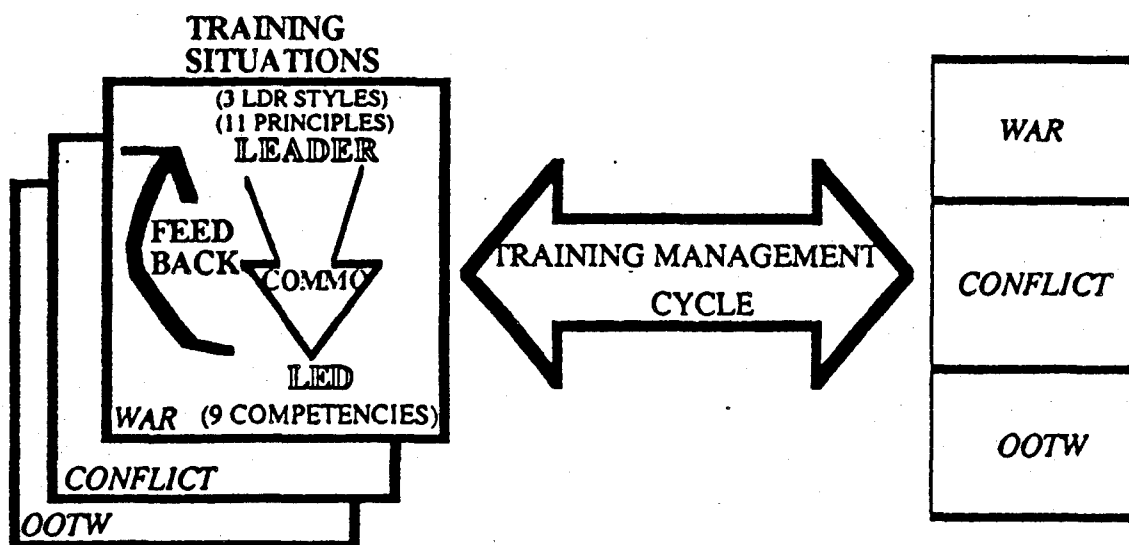 TRAINING
SITUATIONS
(3 LDR STYLES)
(11 PRINCIPLES)
LEADER
FEED
BACK
COMMO
LED
WAR (9 COMPETENCIES)
CONFLICT
OOTW
TRAINING MANAGEMENT
CYCLE
WAR
CONFLICT
OOTW